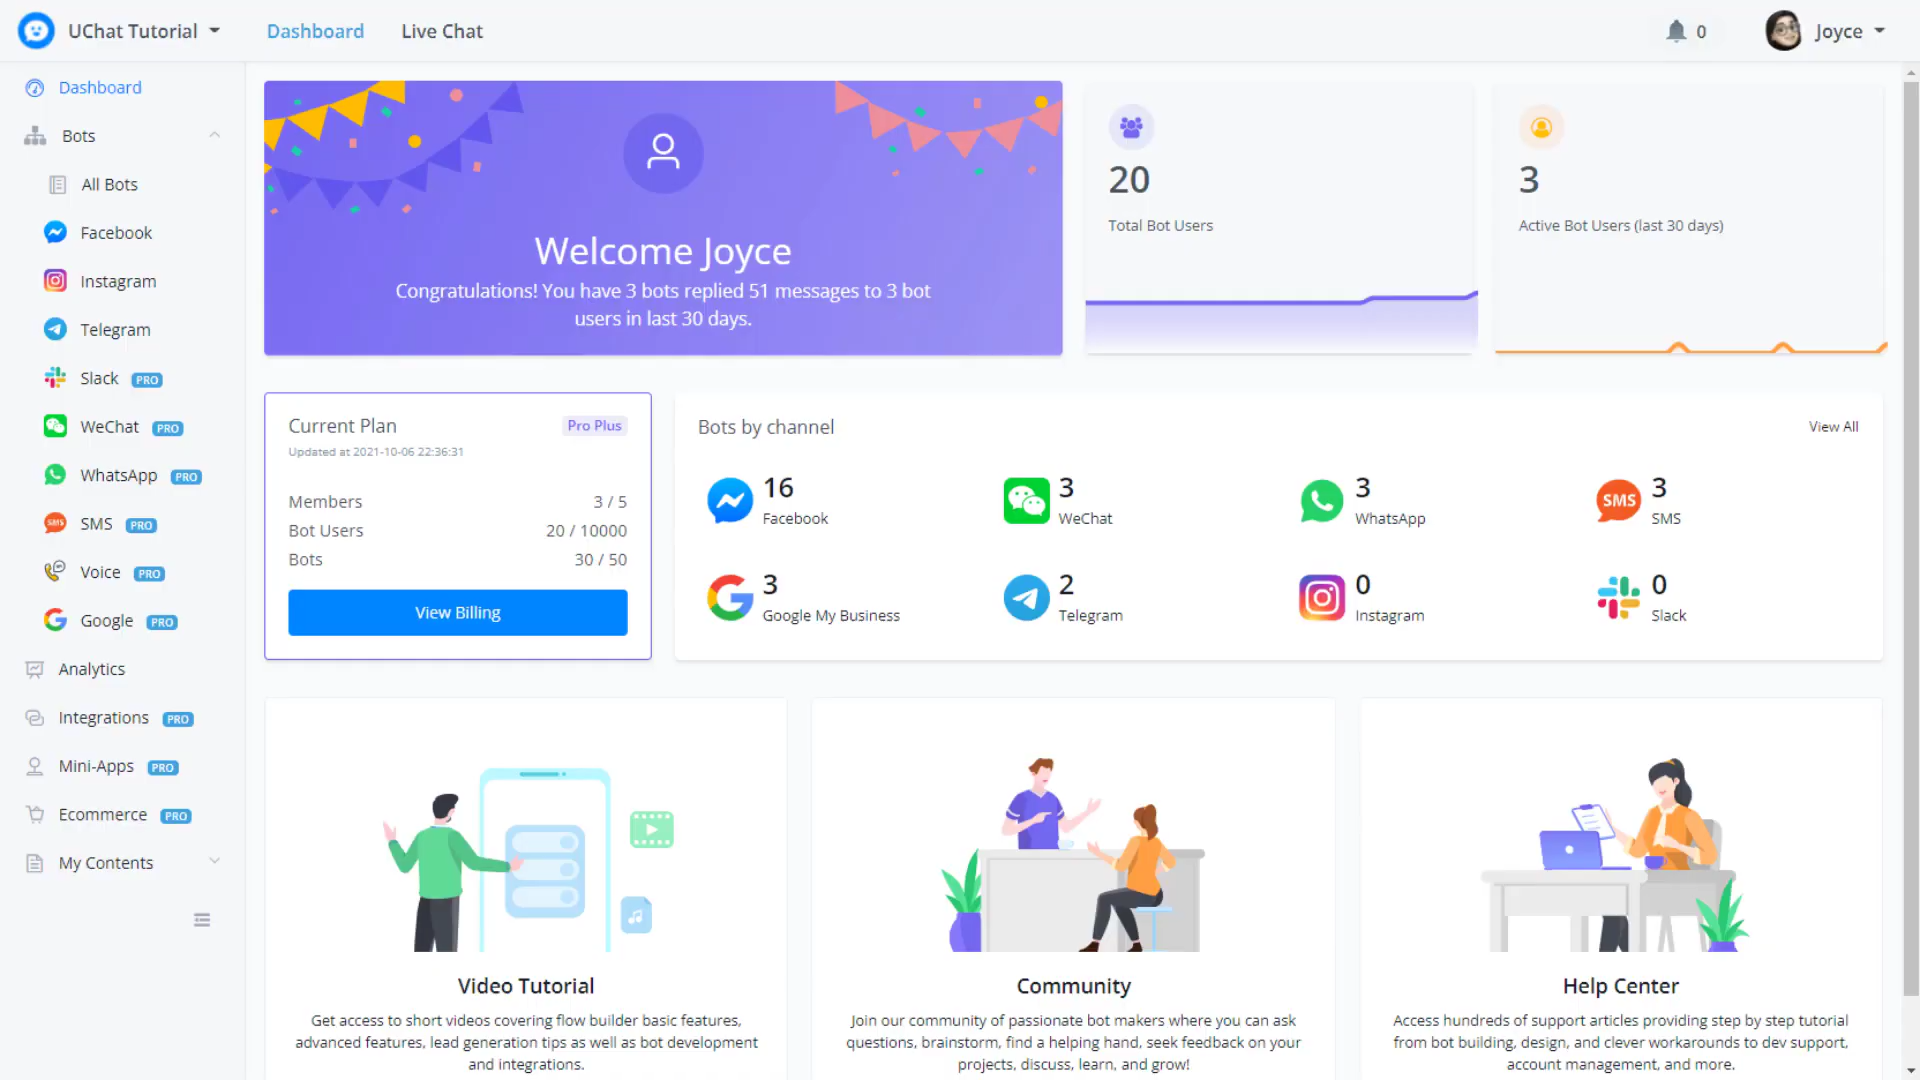 UChat Tutorial
Dashboard
Live Chat
0
Joyce
Dashboard
Bots
All Bots
Facebook
Instagram
Telegram
Slack PRO
WeChat PRO
WhatsApp PRO
SMS SMS PRO
Voice PRO
Google PRO
Analytics
Integrations PRO
Mini-Apps PRO
Ecommerce PRO
My Contents
Welcome Joyce
Congratulations! You have 3 bots replied 51 messages to 3 bot
users in last 30 days.
20
Total Bot Users
3
Active Bot Users (last 30 days)
Current Plan
Pro Plus
Updated at 2021-10-06 22:36:31
Members 3 / 5
Bot Users 20 / 10000
Bots 30 / 50
View Billing
Bots by channel
View All
16
Facebook
3
WeChat
3
WhatsApp
SMS
3
SMS
3
Google My Business
2
Telegram
0
Instagram
0
Slack
Video Tutorial
Get access to short videos covering flow builder basic features,
advanced features, lead generation tips as well as bot development
and integrations.
Community
Join our community of passionate bot makers where you can ask
questions, brainstorm, find a helping hand, seek feedback on your
projects, discuss, learn, and grow!
Help Center
Access hundreds of support articles providing step by step tutorial
from bot building, design, and clever workarounds to dev support,
account management, and more.